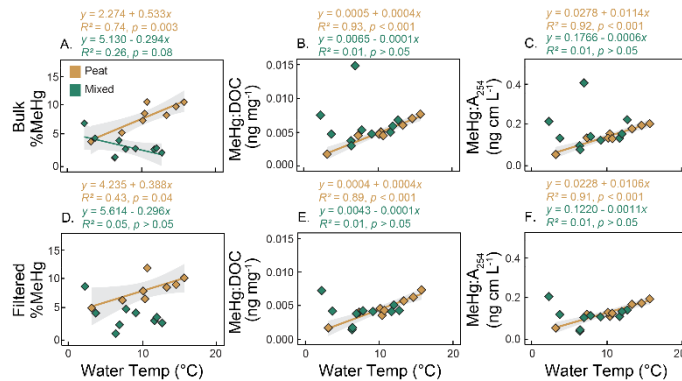 y = 2.274 + 0.533x
R² = 0.74, p = 0.003
y = 5.130 - 0.294x
R² = 0.26, p = 0.08
A.
y = 0.0005 + 0.0004x
R² = 0.93, p < 0.001
y = 0.0065 - 0.0001x
R² = 0.01, p > 0.05
B.
y = 0.0278 + 0.0114x
R² = 0.92, p < 0.001
y = 0.1766 - 0.0006x
R² = 0.01, p > 0.05
C.
Peat
Mixed
Bulk
%MeHg
15
10
5
0
MeHg:DOC
(ng mg⁻¹)
0.015
0.010
0.005
0.000
MeHg:A₂₅₄
(ng cm L⁻¹)
0.4
0.2
0.0
y = 4.235 + 0.388x
R² = 0.43, p = 0.04
y = 5.614 - 0.296x
R² = 0.05, p > 0.05
D.
y = 0.0004 + 0.0004x
R² = 0.89, p < 0.001
y = 0.0043 - 0.0001x
R² = 0.01, p > 0.05
E.
y = 0.0228 + 0.0106x
R² = 0.91, p < 0.001
y = 0.1220 - 0.0011x
R² = 0.01, p > 0.05
F.
Filtered
%MeHg
15
10
5
0
MeHg:DOC
(ng mg⁻¹)
0.015
0.010
0.005
0.000
MeHg:A₂₅₄
(ng cm L⁻¹)
0.4
0.2
0.0
0 10 20
0 10 20
0 10 20
Water Temp (°C)
Water Temp (°C)
Water Temp (°C)